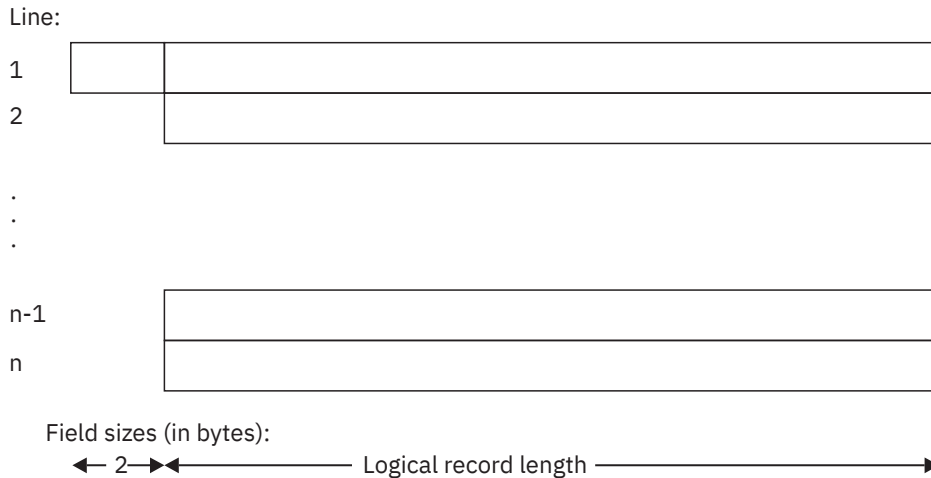 Line:
1
2
.
.
.
n-1
n
Field sizes (in bytes):
2 Logical record length